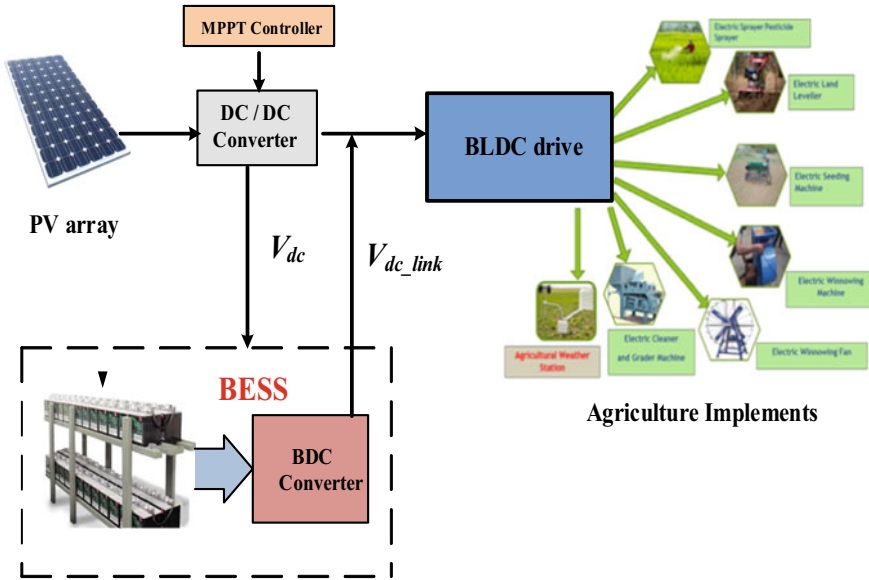 MPPT Controller
DC / DC
Converter
PV array
V_dc
V_dc_link
BLDC drive
Electric Sprayer Pesticide
Sprayer
Electric Land
Leveller
Electric Seeding
Machine
Electric Winnowing
Machine
Electric Winnowing Fan
Electric Cleaner
and Grader Machine
Agricultural Weather
Station
Agriculture Implements
BESS
BDC
Converter